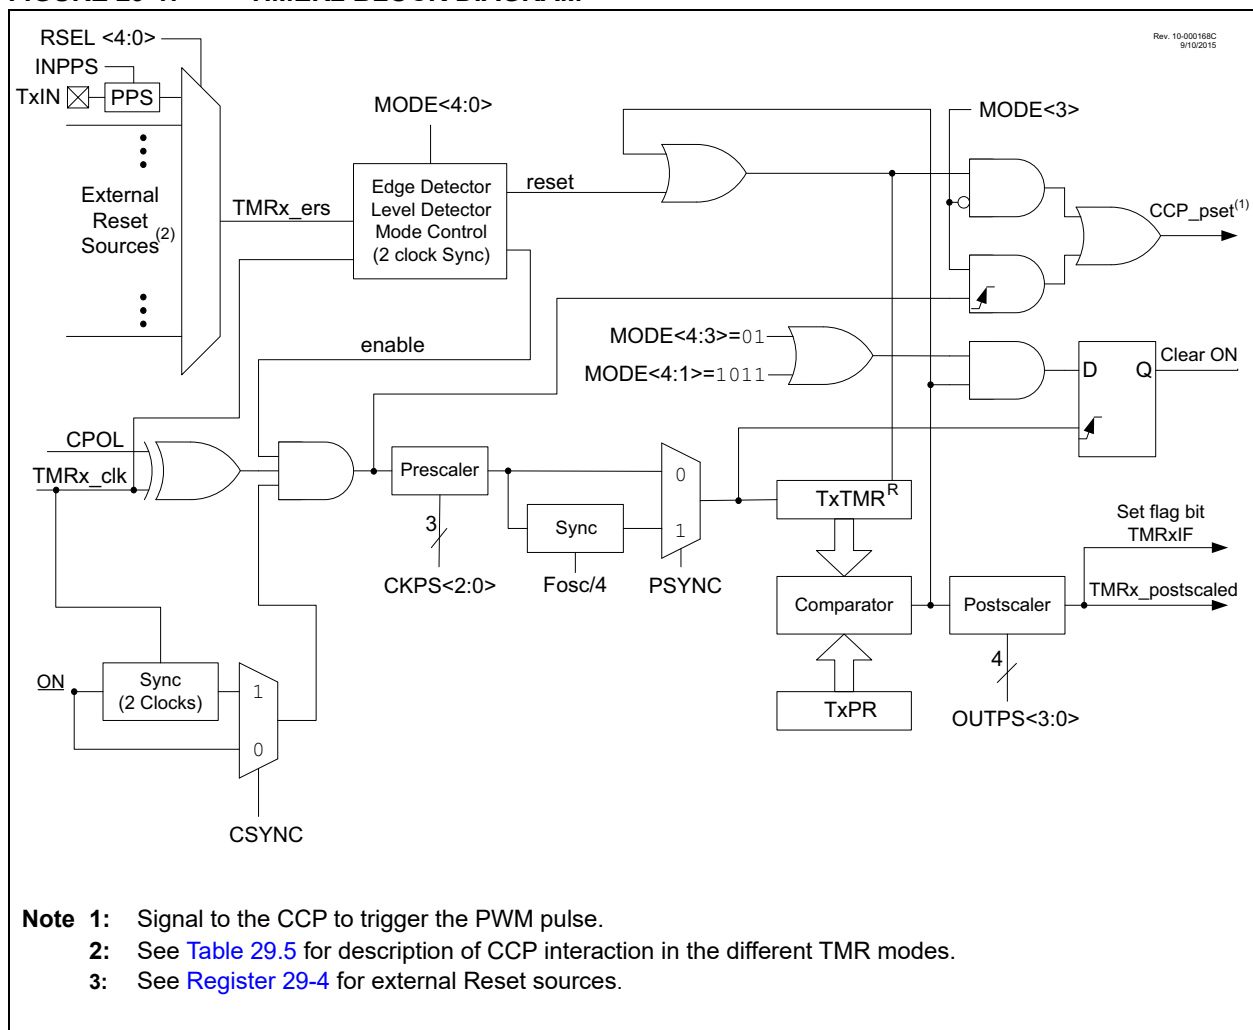 Rev. 10-000168C
9/10/2015
RSEL <4:0>
INPPS
TxIN
PPS
MODE<4:0>
MODE<3>
External
Reset
Sources(2)
TMRx_ers
Edge Detector
Level Detector
Mode Control
(2 clock Sync)
reset
CCP_pset(1)
enable
MODE<4:3>=01
MODE<4:1>=1011
D
Q
Clear ON
CPOL
TMRx_clk
Prescaler
0
1
Sync
3
CKPS<2:0>
Fosc/4
PSYNC
TxTMR
R
Set flag bit
TMRxIF
Comparator
Postscaler
TMRx_postscaled
4
TxPR
OUTPS<3:0>
ON
Sync
(2 Clocks)
1
0
CSYNC
Note 1: Signal to the CCP to trigger the PWM pulse.
2: See Table 29.5 for description of CCP interaction in the different TMR modes.
3: See Register 29-4 for external Reset sources.